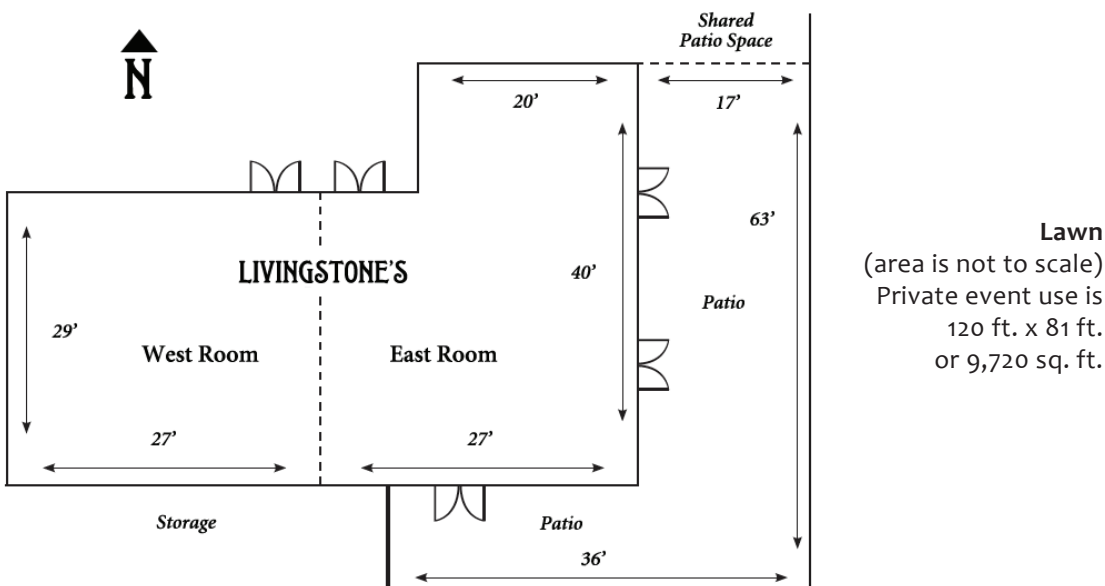 Shared
Patio Space
N
20’
17’
63’
LIVINGSTONE’S
40’
Lawn
(area is not to scale)
Private event use is
120 ft. x 81 ft.
or 9,720 sq. ft.
Patio
29’
West Room
East Room
27’
27’
Storage
Patio
36’